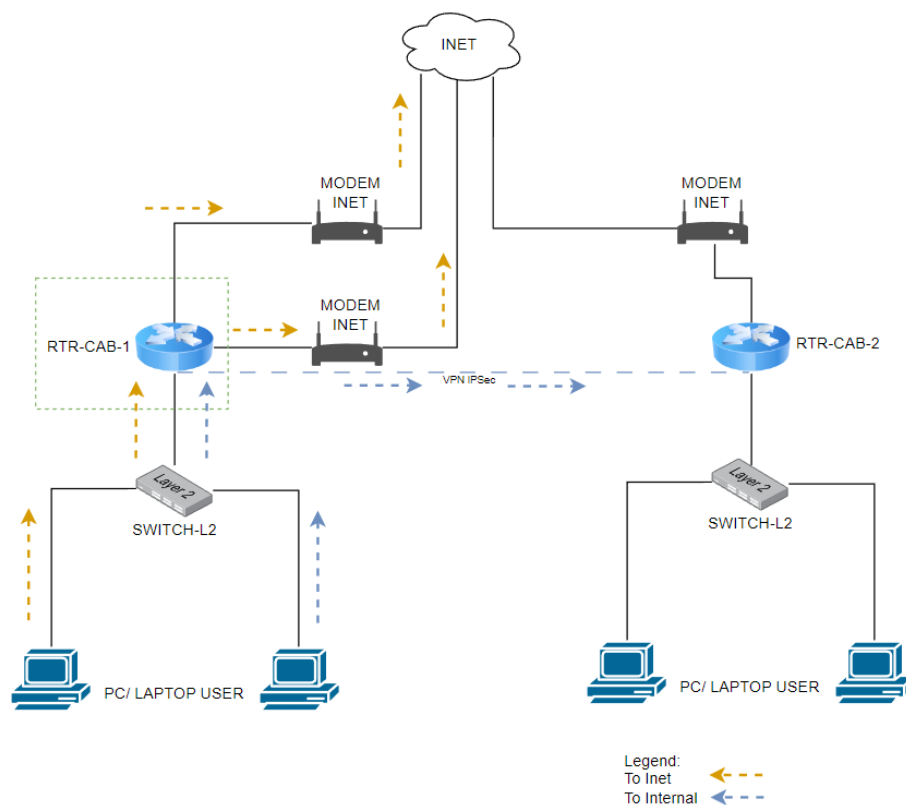 INET
MODEM
INET
MODEM
INET
MODEM
INET
RTR-CAB-1
RTR-CAB-2
VPN IPSec
Layer 2
SWITCH-L2
Layer 2
SWITCH-L2
PC/ LAPTOP USER
PC/ LAPTOP USER
Legend:
To Inet
To Internal